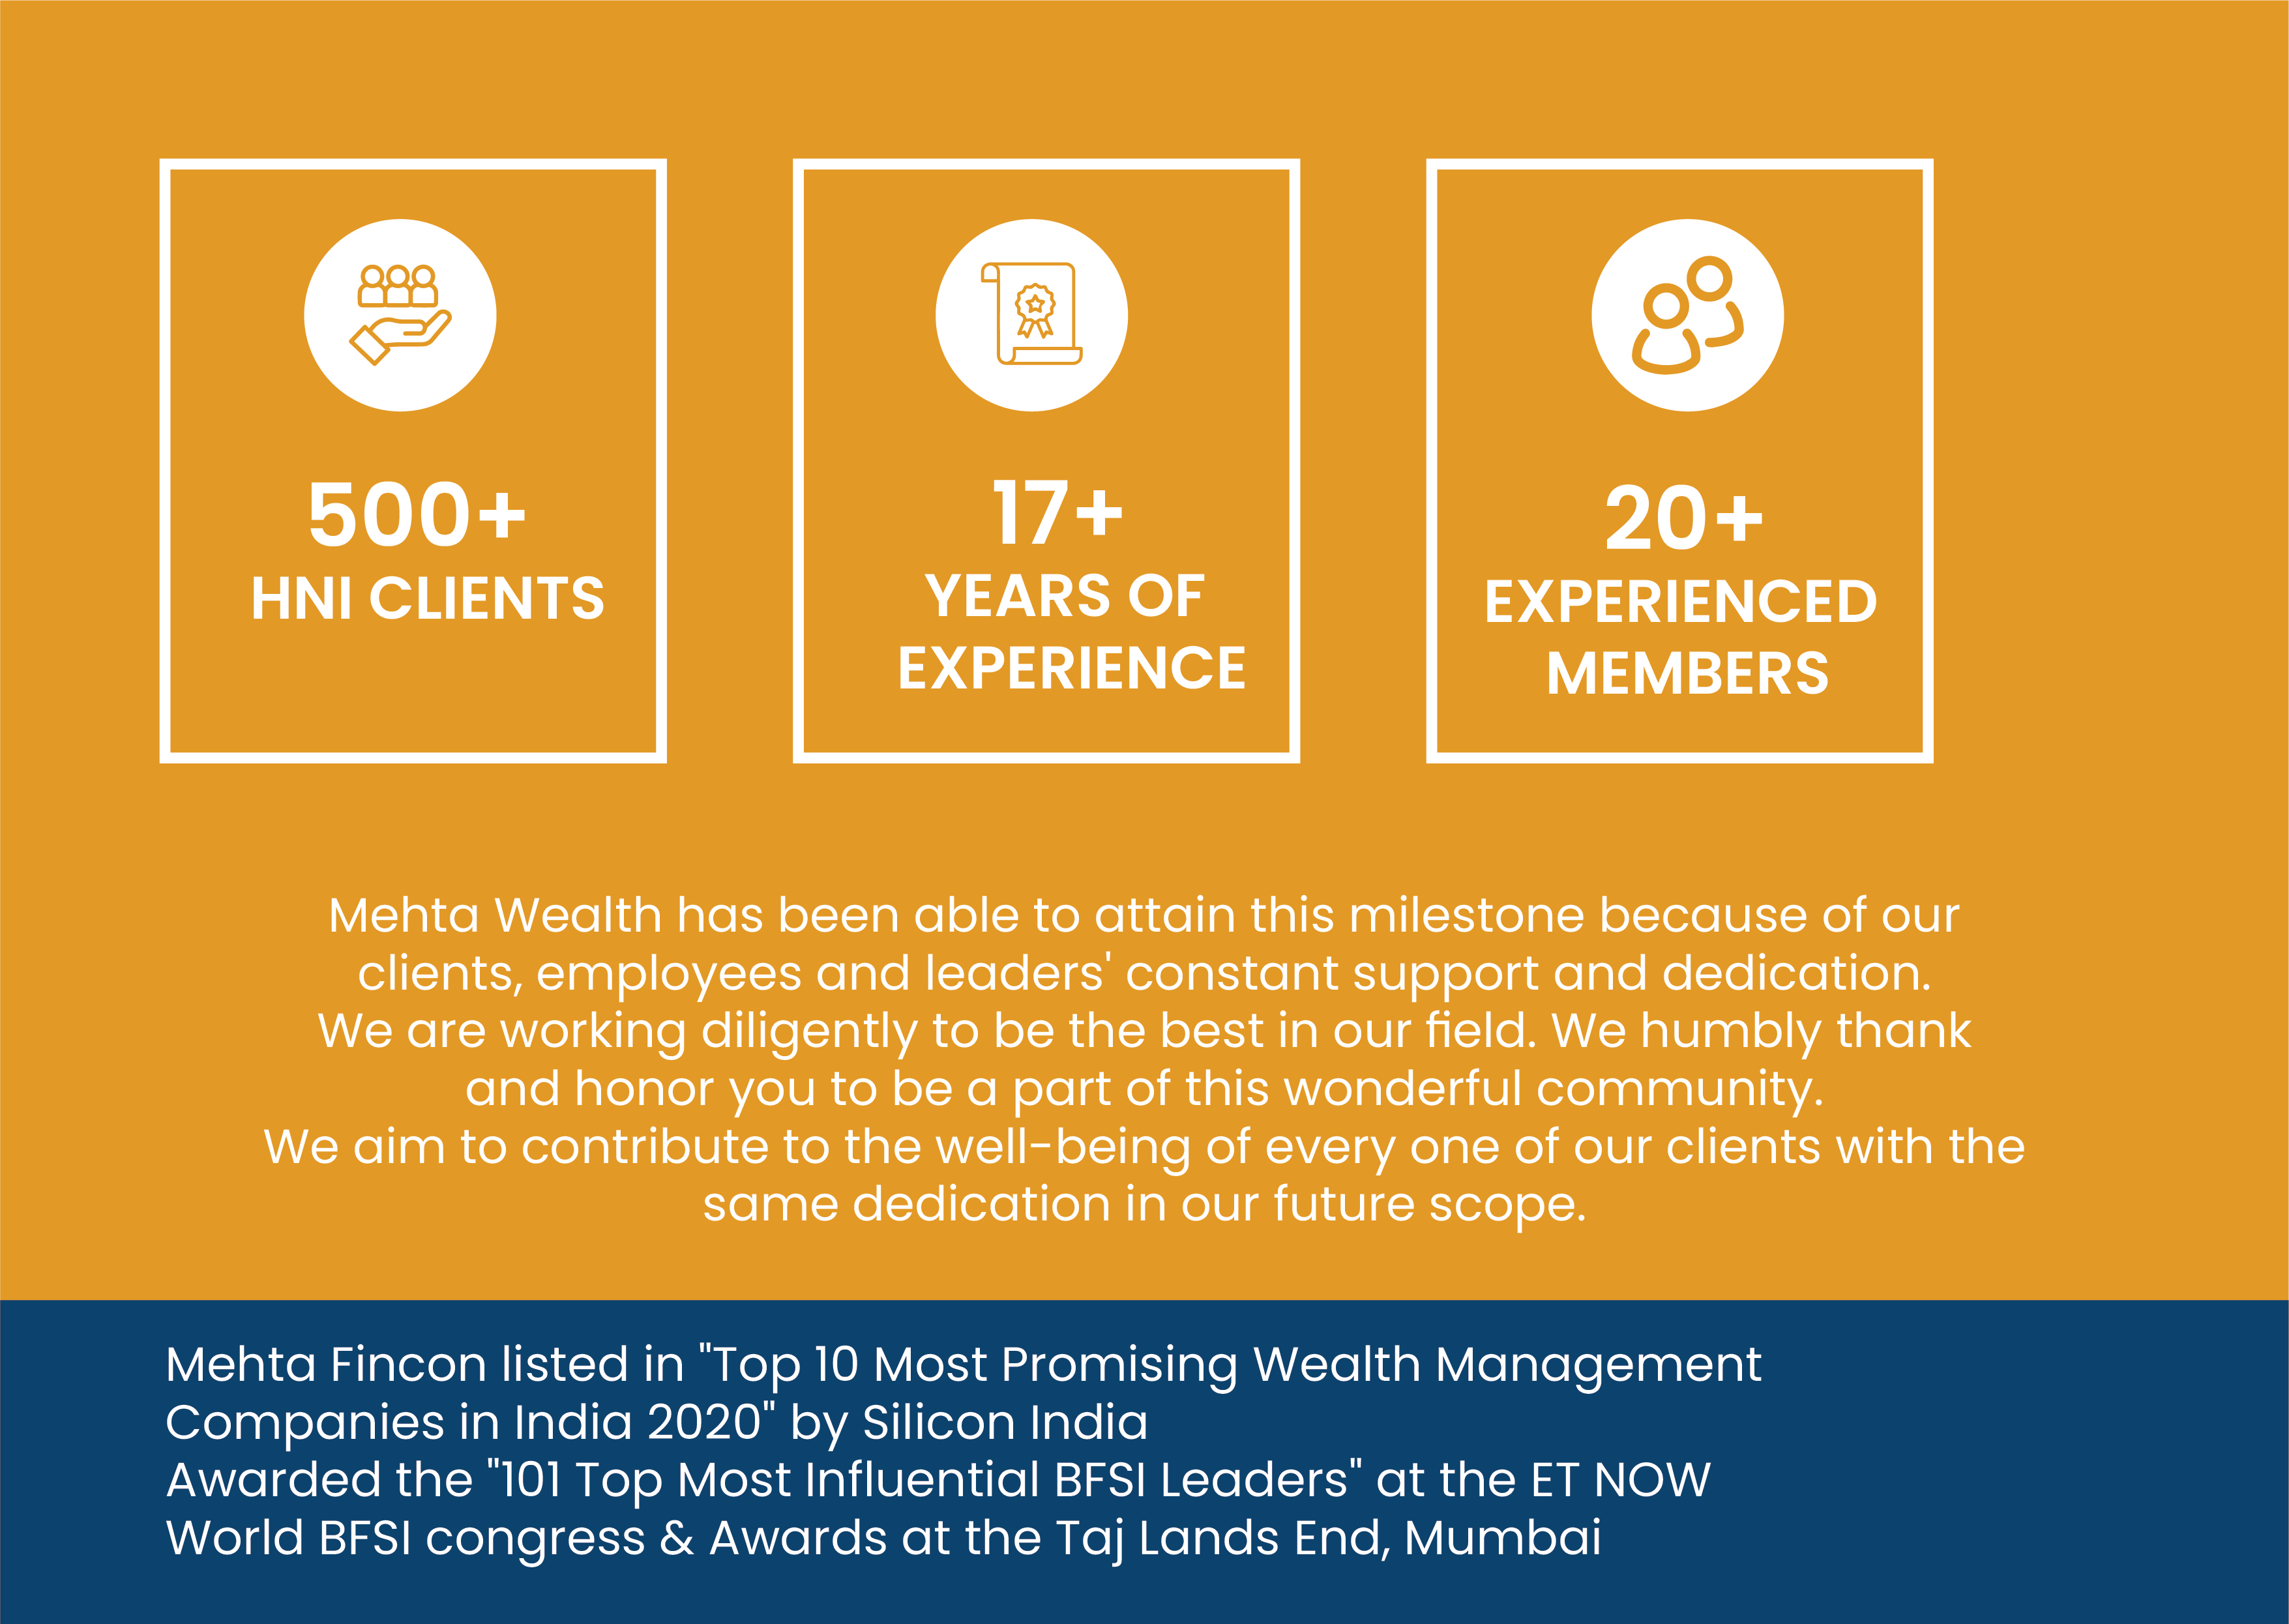 500+
HNI CLIENTS
17+
YEARS OF
EXPERIENCE
20+
EXPERIENCED
MEMBERS
Mehta Wealth has been able to attain this milestone because of our
clients, employees and leaders' constant support and dedication.
We are working diligently to be the best in our field. We humbly thank
and honor you to be a part of this wonderful community.
We aim to contribute to the well-being of every one of our clients with the
same dedication in our future scope.
Mehta Fincon listed in "Top 10 Most Promising Wealth Management
Companies in India 2020" by Silicon India
Awarded the "101 Top Most Influential BFSI Leaders" at the ET NOW
World BFSI congress & Awards at the Taj Lands End, Mumbai